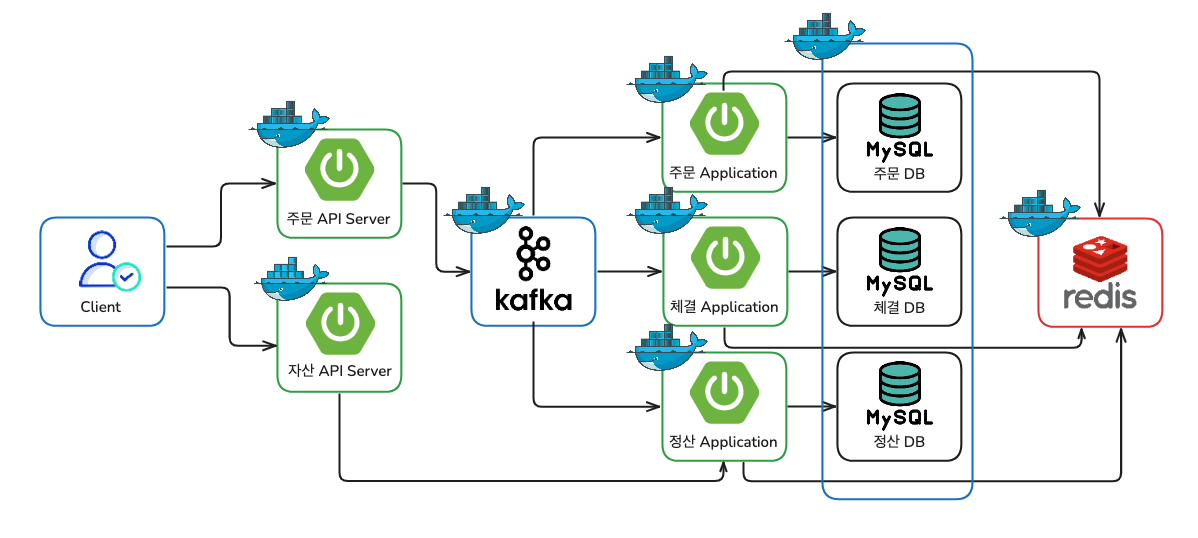 Client
주문 API Server
자산 API Server
kafka
주문 Application
체결 Application
정산 Application
MySQL
주문 DB
MySQL
체결 DB
MySQL
정산 DB
redis